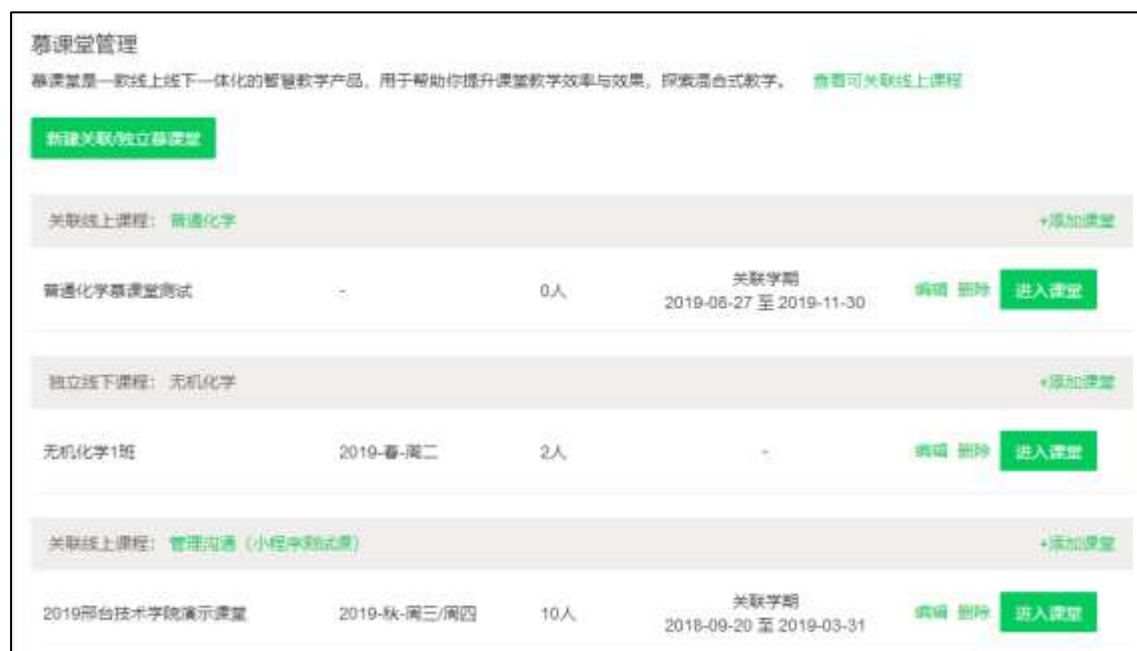 慕课堂管理
慕课堂是一款线上线下一体化的智慧教学产品，用于帮助你提升课堂教学效率与效果，探索混合式教学。 查看可关联线上课程
新建关联/独立慕课堂
关联线上课程： 普通化学 +添加课堂
普通化学慕课堂测试 - 0人 关联学期 编辑 删除 进入课堂
2019-08-27 至 2019-11-30
独立线下课程： 无机化学 +添加课堂
无机化学1班 2019-春-周二 2人 - 编辑 删除 进入课堂
关联线上课程： 管理沟通（小程序测试课） +添加课堂
2019邢台技术学院演示课堂 2019-秋-周三/周四 10人 关联学期 编辑 删除 进入课堂
2018-09-20 至 2019-03-31